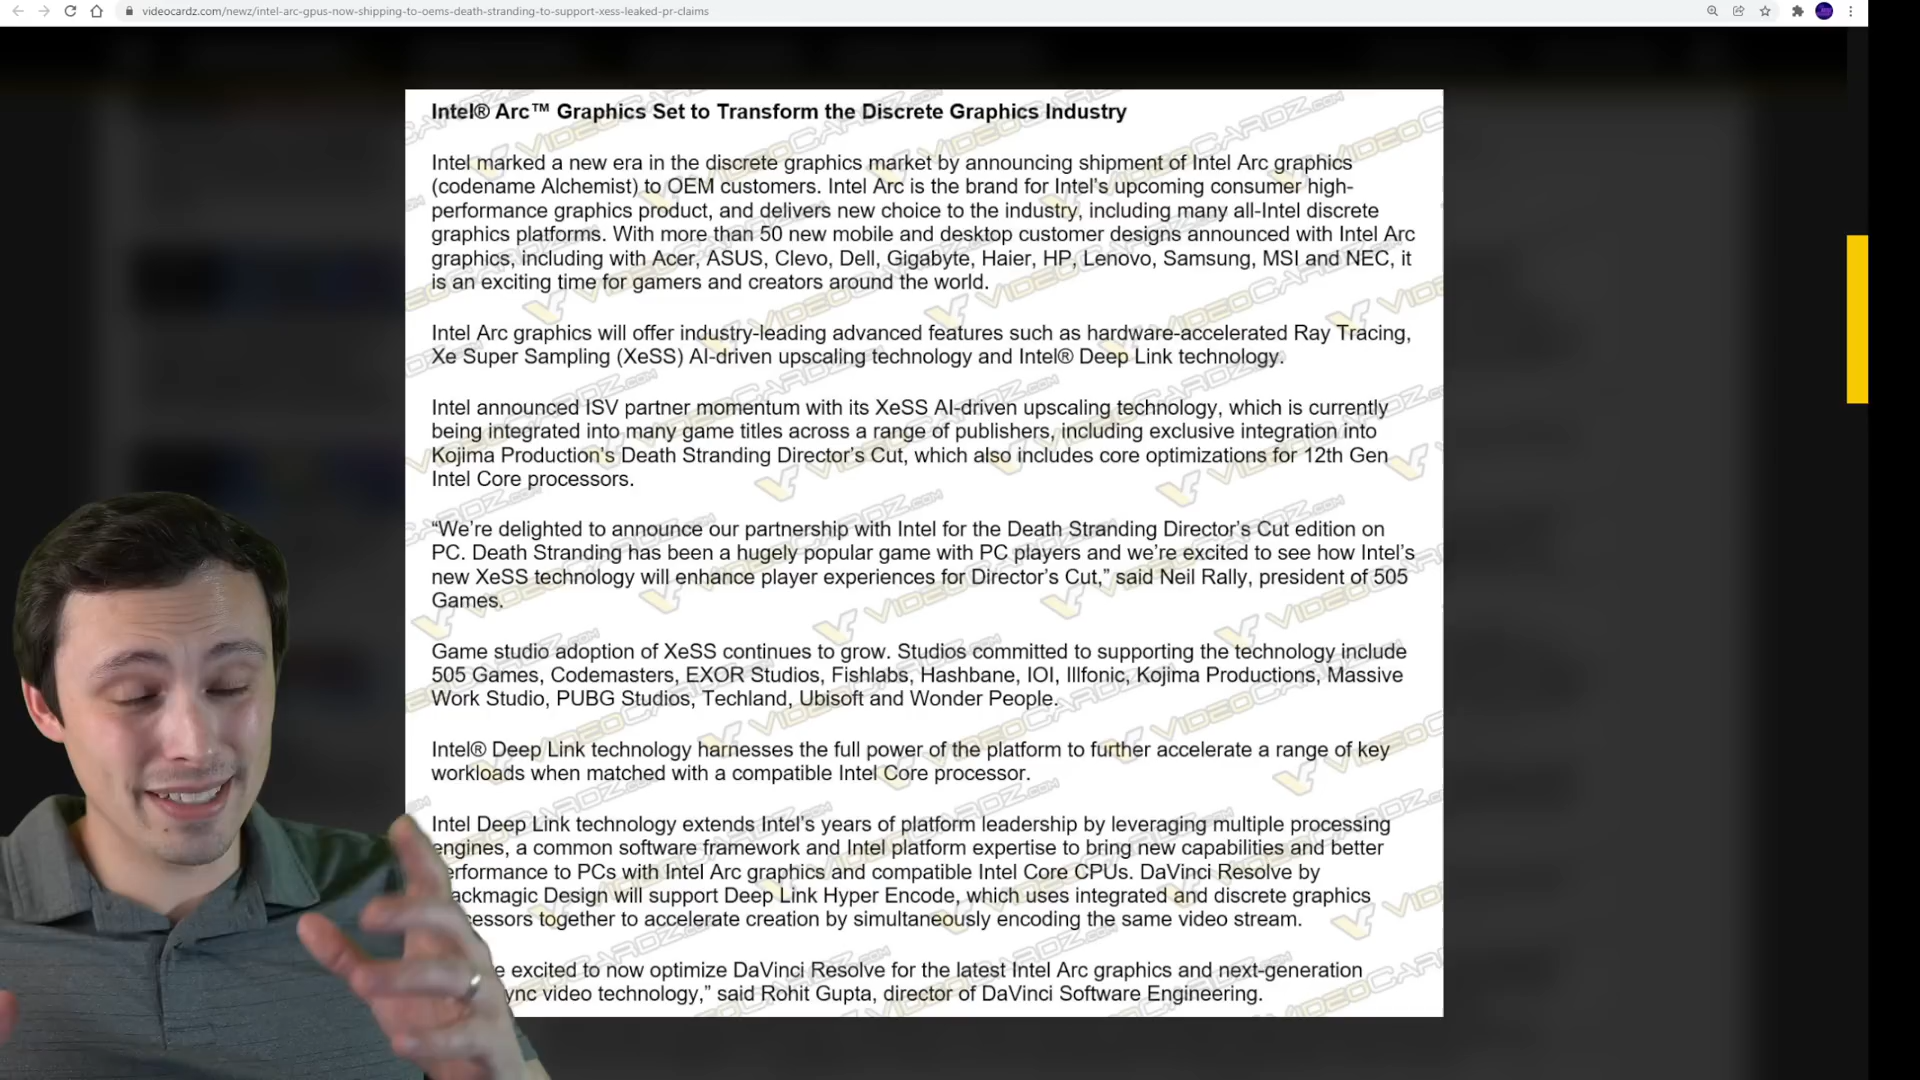 videocardz.com/newz/intel-arc-gpus-now-shipping-to-oems-death-stranding-to-support-xess-leaked-pr-claims
Intel® Arc™ Graphics Set to Transform the Discrete Graphics Industry
Intel marked a new era in the discrete graphics market by announcing shipment of Intel Arc graphics
(codename Alchemist) to OEM customers. Intel Arc is the brand for Intel's upcoming consumer high-
performance graphics product, and delivers new choice to the industry, including many all-Intel discrete
graphics platforms. With more than 50 new mobile and desktop customer designs announced with Intel Arc
graphics, including with Acer, ASUS, Clevo, Dell, Gigabyte, Haier, HP, Lenovo, Samsung, MSI and NEC, it
is an exciting time for gamers and creators around the world.
Intel Arc graphics will offer industry-leading advanced features such as hardware-accelerated Ray Tracing,
Xe Super Sampling (XeSS) AI-driven upscaling technology and Intel® Deep Link technology.
Intel announced ISV partner momentum with its XeSS AI-driven upscaling technology, which is currently
being integrated into many game titles across a range of publishers, including exclusive integration into
Kojima Production's Death Stranding Director's Cut, which also includes core optimizations for 12th Gen
Intel Core processors.
“We're delighted to announce our partnership with Intel for the Death Stranding Director's Cut edition on
PC. Death Stranding has been a hugely popular game with PC players and we're excited to see how Intel's
new XeSS technology will enhance player experiences for Director's Cut,” said Neil Rally, president of 505
Games.
Game studio adoption of XeSS continues to grow. Studios committed to supporting the technology include
505 Games, Codemasters, EXOR Studios, Fishlabs, Hashbane, IOI, Illfonic, Kojima Productions, Massive
Work Studio, PUBG Studios, Techland, Ubisoft and Wonder People.
Intel® Deep Link technology harnesses the full power of the platform to further accelerate a range of key
workloads when matched with a compatible Intel Core processor.
Intel Deep Link technology extends Intel's years of platform leadership by leveraging multiple processing
engines, a common software framework and Intel platform expertise to bring new capabilities and better
erformance to PCs with Intel Arc graphics and compatible Intel Core CPUs. DaVinci Resolve by
ackmagic Design will support Deep Link Hyper Encode, which uses integrated and discrete graphics
essors together to accelerate creation by simultaneously encoding the same video stream.
e excited to now optimize DaVinci Resolve for the latest Intel Arc graphics and next-generation
ync video technology,” said Rohit Gupta, director of DaVinci Software Engineering.